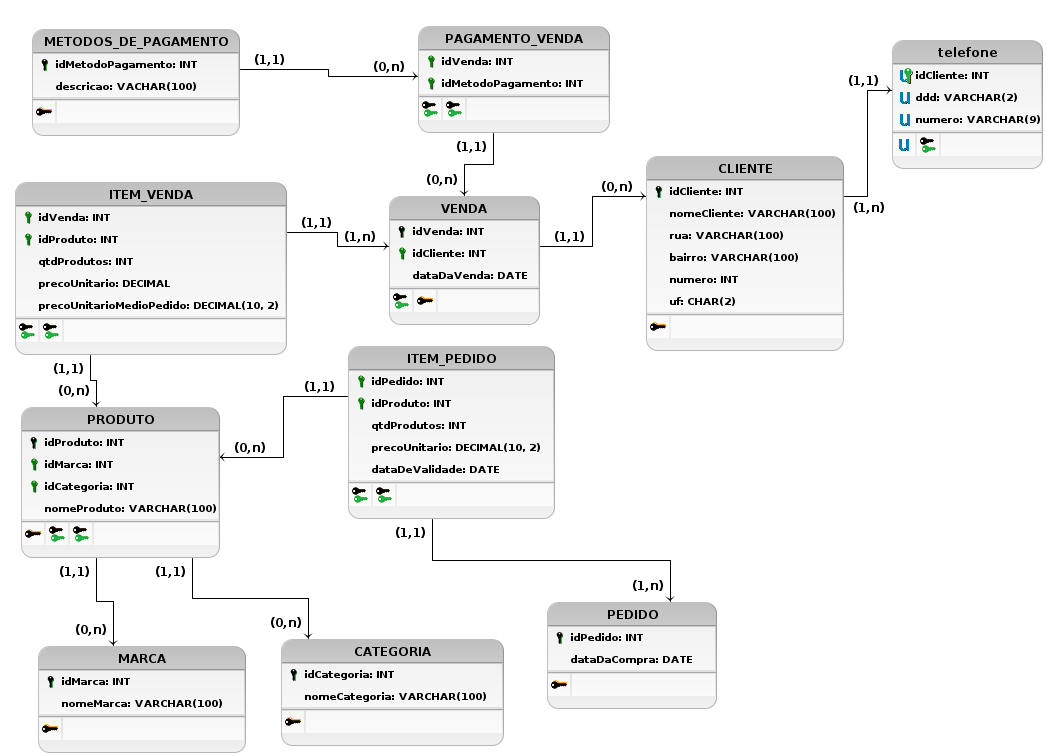 METODOS_DE_PAGAMENTO
idMetodoPagamento: INT
descricao: VACHAR(100)
(1,1)
(0,n)
PAGAMENTO_VENDA
idVenda: INT
idMetodoPagamento: INT
(1,1)
(0,n)
telefone
idCliente: INT
ddd: VARCHAR(2)
numero: VARCHAR(9)
(1,1)
(1,n)
CLIENTE
idCliente: INT
nomeCliente: VARCHAR(100)
rua: VARCHAR(100)
bairro: VARCHAR(100)
numero: INT
uf: CHAR(2)
(0,n)
(1,1)
VENDA
idVenda: INT
idCliente: INT
dataDaVenda: DATE
(1,1)
(1,n)
ITEM_VENDA
idVenda: INT
idProduto: INT
qtdProdutos: INT
precoUnitario: DECIMAL
precoUnitarioMedioPedido: DECIMAL(10, 2)
(1,1)
(0,n)
ITEM_PEDIDO
idPedido: INT
idProduto: INT
qtdProdutos: INT
precoUnitario: DECIMAL(10, 2)
dataDeValidade: DATE
(1,1)
(0,n)
PRODUTO
idProduto: INT
idMarca: INT
idCategoria: INT
nomeProduto: VARCHAR(100)
(1,1)
(1,n)
(1,1)
(1,1)
(0,n)
(0,n)
PEDIDO
idPedido: INT
dataDaCompra: DATE
MARCA
idMarca: INT
nomeMarca: VARCHAR(100)
CATEGORIA
idCategoria: INT
nomeCategoria: VARCHAR(100)